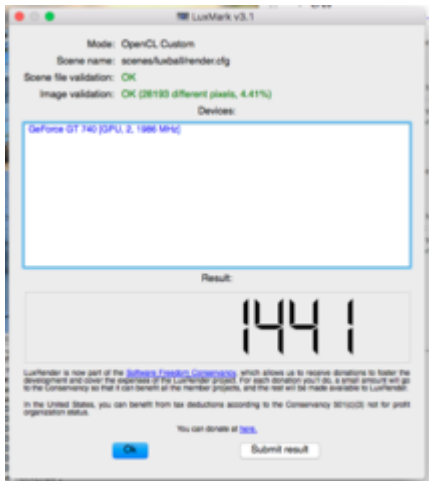 LuxMark v3.1
Mode: OpenCL Custom
Scene name: scenes/luxball/render.cfg
Scene file validation: OK
Image validation: OK (28193 different pixels, 4.41%)
Devices:
GeForce GT 740 [GPU, 2, 1986 MHz]
Result:
1441
LuxRender is now part of the Software Freedom Conservancy, which allows us to receive donations to foster the
development and cover the expenses of the LuxRender project. For each donation you'll do, a small amount will go
to the Conservancy so that it can benefit all the member projects, and the rest will be made available to LuxRender.
In the United States, you can benefit from tax deductions according to the Conservancy 501(c)(3) not for profit
organization status.
You can donate at here.
Ok
Submit result